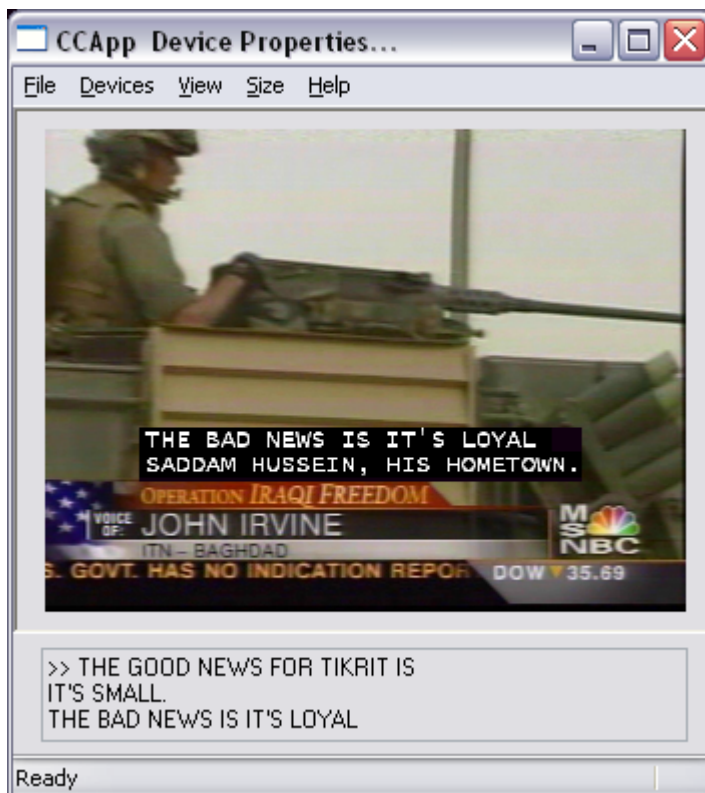 CCApp Device Properties...
File Devices View Size Help
THE BAD NEWS IS IT'S LOYAL
SADDAM HUSSEIN, HIS HOMETOWN.
OPERATION IRAQI FREEDOM
VOICE OF: JOHN IRVINE
ITN – BAGHDAD
MSNBC
S. GOVT. HAS NO INDICATION REPOR
DOW ▼ 35.69
>> THE GOOD NEWS FOR TIKRIT IS
IT'S SMALL.
THE BAD NEWS IS IT'S LOYAL
Ready